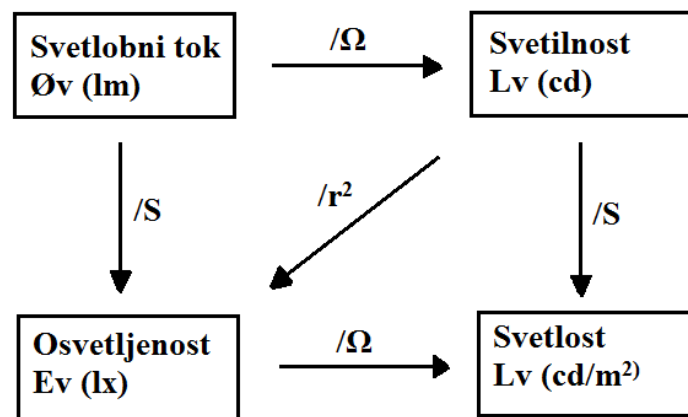 Svetlobni tok
Øv (lm)
/Ω
Svetilnost
Lv (cd)
/S
/r²
/S
Osvetljenost
Ev (lx)
/Ω
Svetlost
Lv (cd/m²⁾